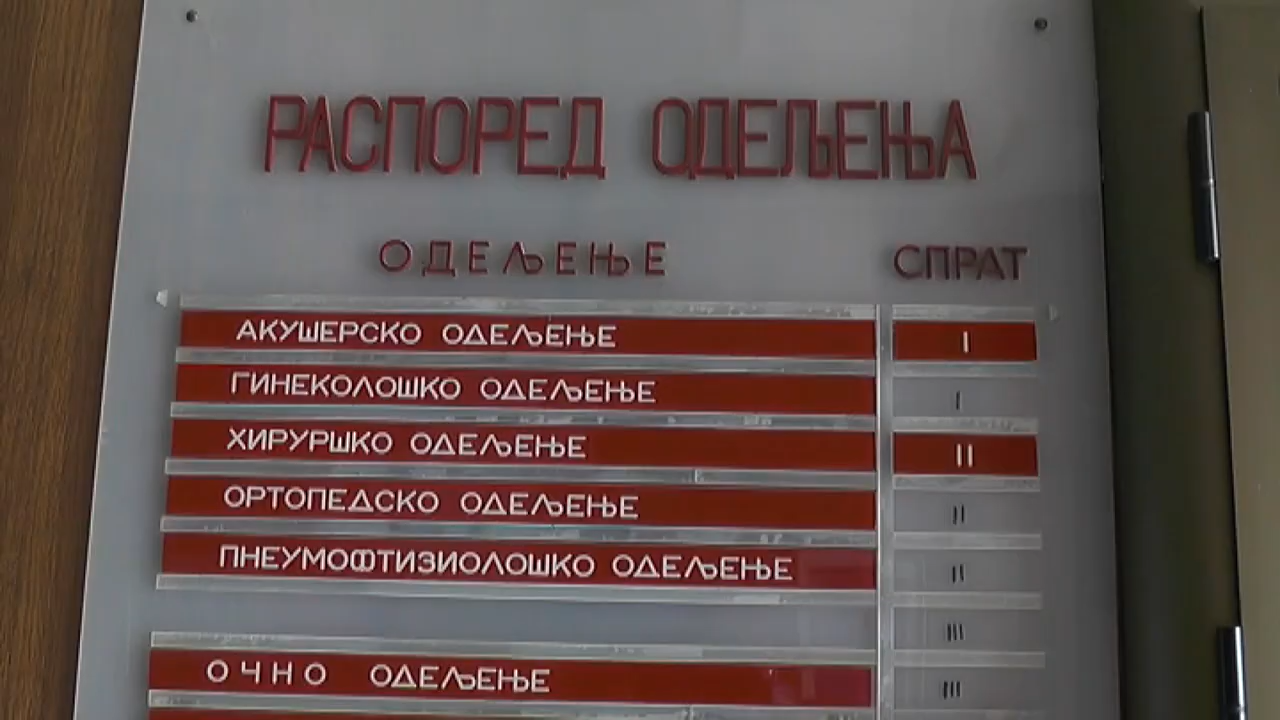 РАСПОРЕД ОДЕЉЕЊА
ОДЕЉЕЊЕ СПРАТ
АКУШЕРСКО ОДЕЉЕЊЕ I
ГИНЕКОЛОШКО ОДЕЉЕЊЕ I
ХИРУРШКО ОДЕЉЕЊЕ II
ОРТОПЕДСКО ОДЕЉЕЊЕ II
ПНЕУМОФТИЗИОЛОШКО ОДЕЉЕЊЕ II
III
ОЧНО ОДЕЉЕЊЕ III